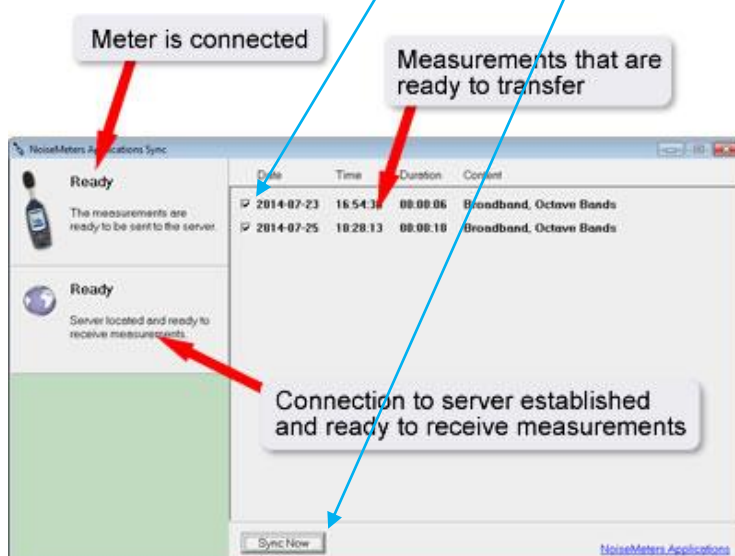 Meter is connected
Measurements that are
ready to transfer
NoiseMeters Applications Sync
Ready
The measurements are
ready to be sent to the server.
Ready
Server located and ready to
receive measurements.
Date Time Duration Content
2014-07-23 16:54:3 00:00:06 Broadband, Octave Bands
2014-07-25 10:28:13 00:00:10 Broadband, Octave Bands
Connection to server established
and ready to receive measurements
Sync Now
NoiseMeters Applications